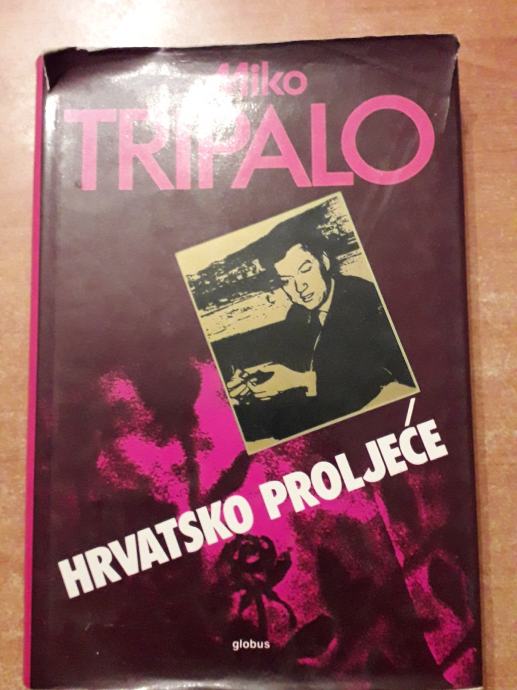 Miko
TRIPALO
HRVATSKO PROLJEĆE
globus